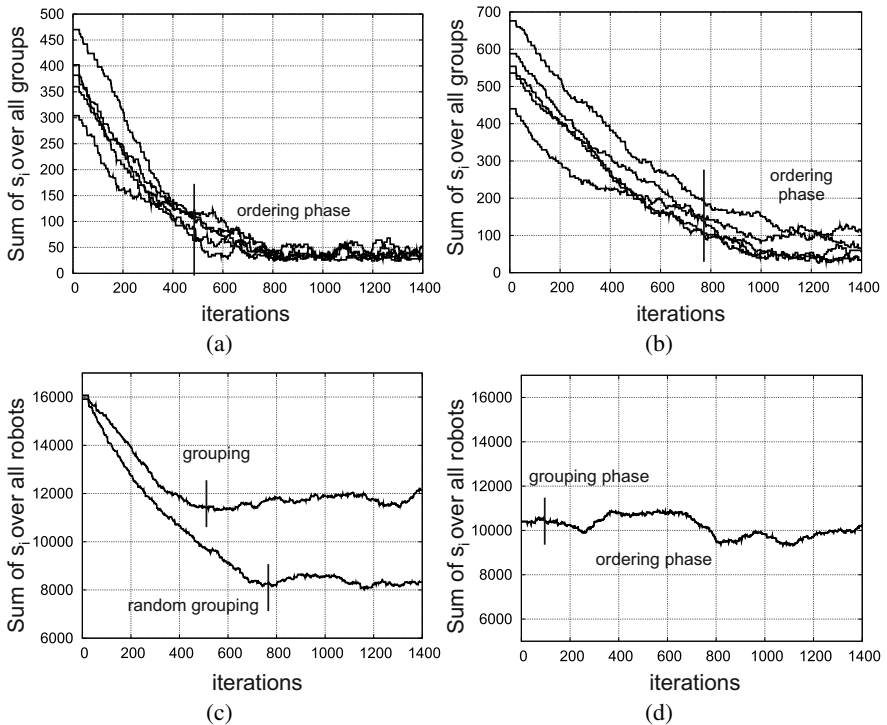 Sum of sᵢ over all groups
500
450
400
350
300
250
200
150
100
50
0
ordering phase
0 200 400 600 800 1000 1200 1400
iterations
(a)
Sum of sᵢ over all groups
700
600
500
400
300
200
100
0
ordering
phase
0 200 400 600 800 1000 1200 1400
iterations
(b)
Sum of sᵢ over all robots
16000
14000
12000
10000
8000
6000
grouping
random grouping
0 200 400 600 800 1000 1200 1400
iterations
(c)
Sum of sᵢ over all robots
16000
14000
12000
10000
8000
6000
grouping phase
ordering phase
0 200 400 600 800 1000 1200 1400
iterations
(d)